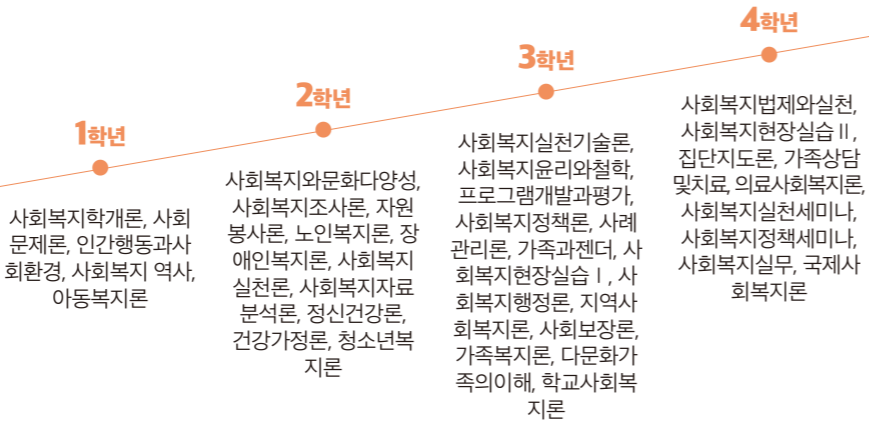 1학년
사회복지학개론, 사회
문제론, 인간행동과사
회환경, 사회복지 역사,
아동복지론
2학년
사회복지와문화다양성,
사회복지조사론, 자원
봉사론, 노인복지론, 장
애인복지론, 사회복지
실천론, 사회복지자료
분석론, 정신건강론,
건강가정론, 청소년복
지론
3학년
사회복지실천기술론,
사회복지윤리와철학,
프로그램개발과평가,
사회복지정책론, 사례
관리론, 가족과젠더, 사
회복지현장실습Ⅰ, 사
회복지행정론, 지역사
회복지론, 사회보장론,
가족복지론, 다문화가
족의이해, 학교사회복
지론
4학년
사회복지법제와실천,
사회복지현장실습Ⅱ,
집단지도론, 가족상담
및치료, 의료사회복지론,
사회복지실천세미나,
사회복지정책세미나,
사회복지실무, 국제사
회복지론